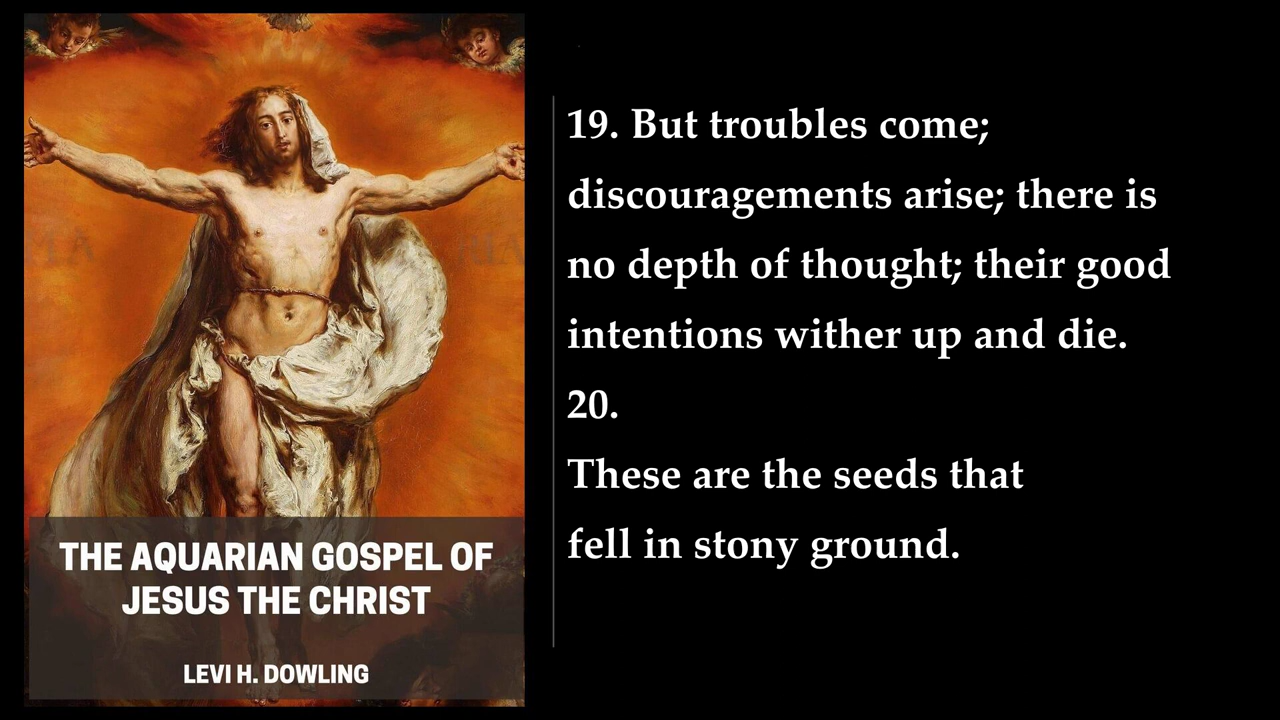 THE AQUARIAN GOSPEL OF
JESUS THE CHRIST
LEVI H. DOWLING
19. But troubles come;
discouragements arise; there is
no depth of thought; their good
intentions wither up and die.
20.
These are the seeds that
fell in stony ground.